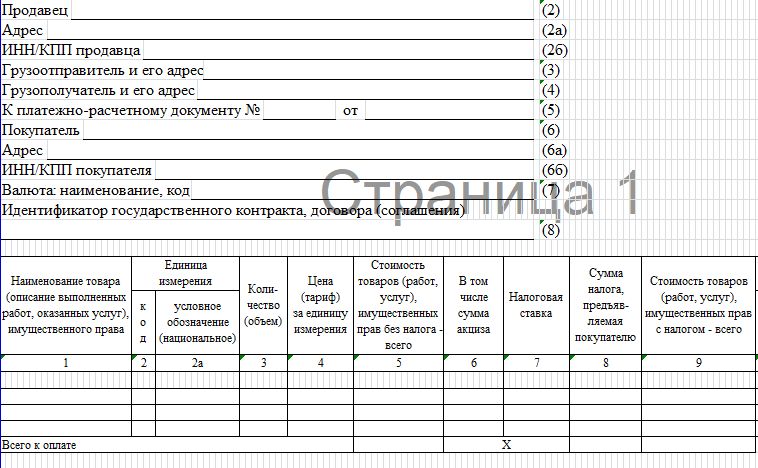 Продавец (2)
Адрес (2а)
ИНН/КПП продавца (2б)
Грузоотправитель и его адрес (3)
Грузополучатель и его адрес (4)
К платежно-расчетному документу № от (5)
Покупатель (6)
Адрес (6а)
ИНН/КПП покупателя (6б)
Страница 1
Валюта: наименование, код (7)
Идентификатор государственного контракта, договора (соглашения)
(8)
Наименование товара
(описание выполненных
работ, оказанных услуг),
имущественного права
Единица
измерения
к
о
д
условное
обозначение
(национальное)
Коли-
чество
(объем)
Цена
(тариф)
за единицу
измерения
Стоимость
товаров (работ,
услуг),
имущественных
прав без налога -
всего
В том
числе
сумма
акциза
Налоговая
ставка
Сумма
налога,
предъяв-
ляемая
покупателю
Стоимость товаров
(работ, услуг),
имущественных прав
с налогом - всего
1 2 2а 3 4 5 6 7 8 9
Всего к оплате Х